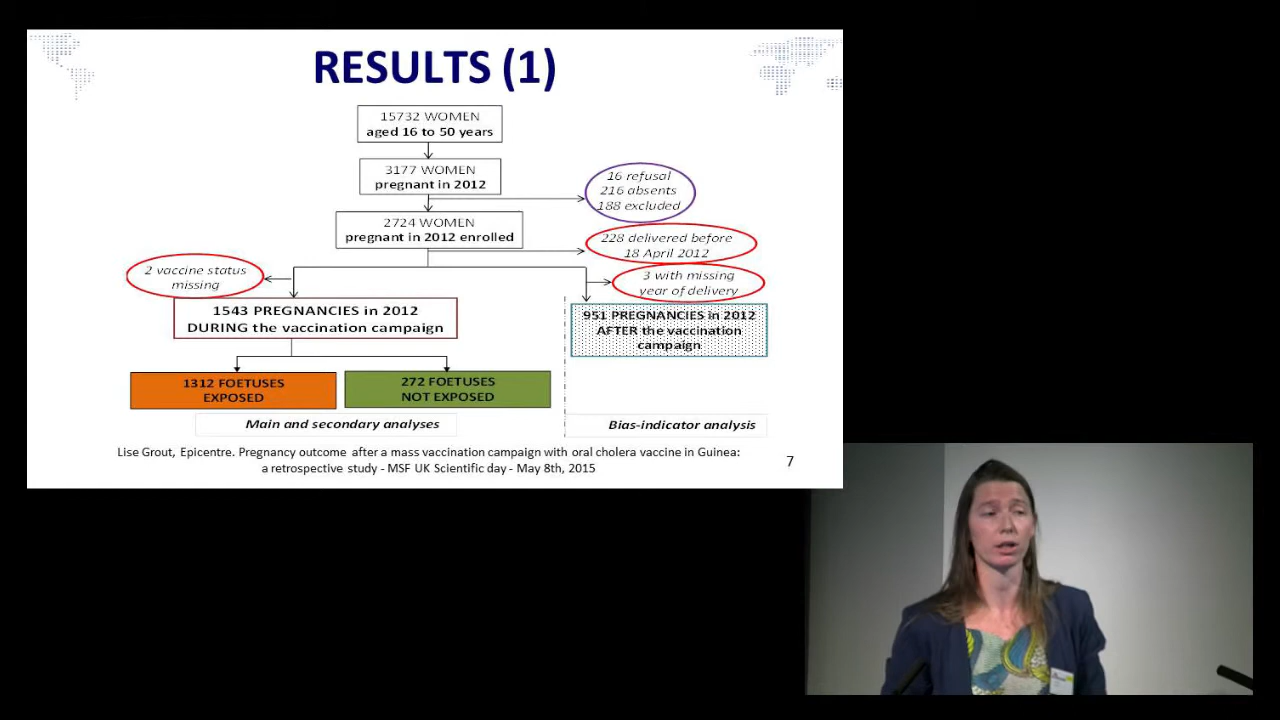 RESULTS (1)
15732 WOMEN
aged 16 to 50 years
3177 WOMEN
pregnant in 2012
16 refusal
216 absents
188 excluded
2724 WOMEN
pregnant in 2012 enrolled
228 delivered before
18 April 2012
2 vaccine status
missing
3 with missing
year of delivery
1543 PREGNANCIES in 2012
DURING the vaccination campaign
951 PREGNANCIES in 2012
AFTER the vaccination
campaign
1312 FOETUSES
EXPOSED
272 FOETUSES
NOT EXPOSED
Main and secondary analyses
Bias-indicator analysis
Lise Grout, Epicentre. Pregnancy outcome after a mass vaccination campaign with oral cholera vaccine in Guinea:
a retrospective study - MSF UK Scientific day - May 8th, 2015
7